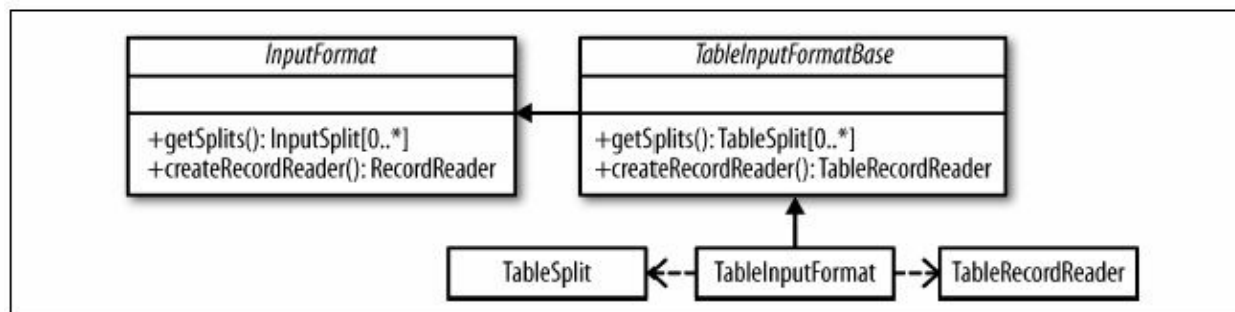 InputFormat
+getSplits(): InputSplit[0..*]
+createRecordReader(): RecordReader
TableInputFormatBase
+getSplits(): TableSplit[0..*]
+createRecordReader(): TableRecordReader
TableSplit
TableInputFormat
TableRecordReader